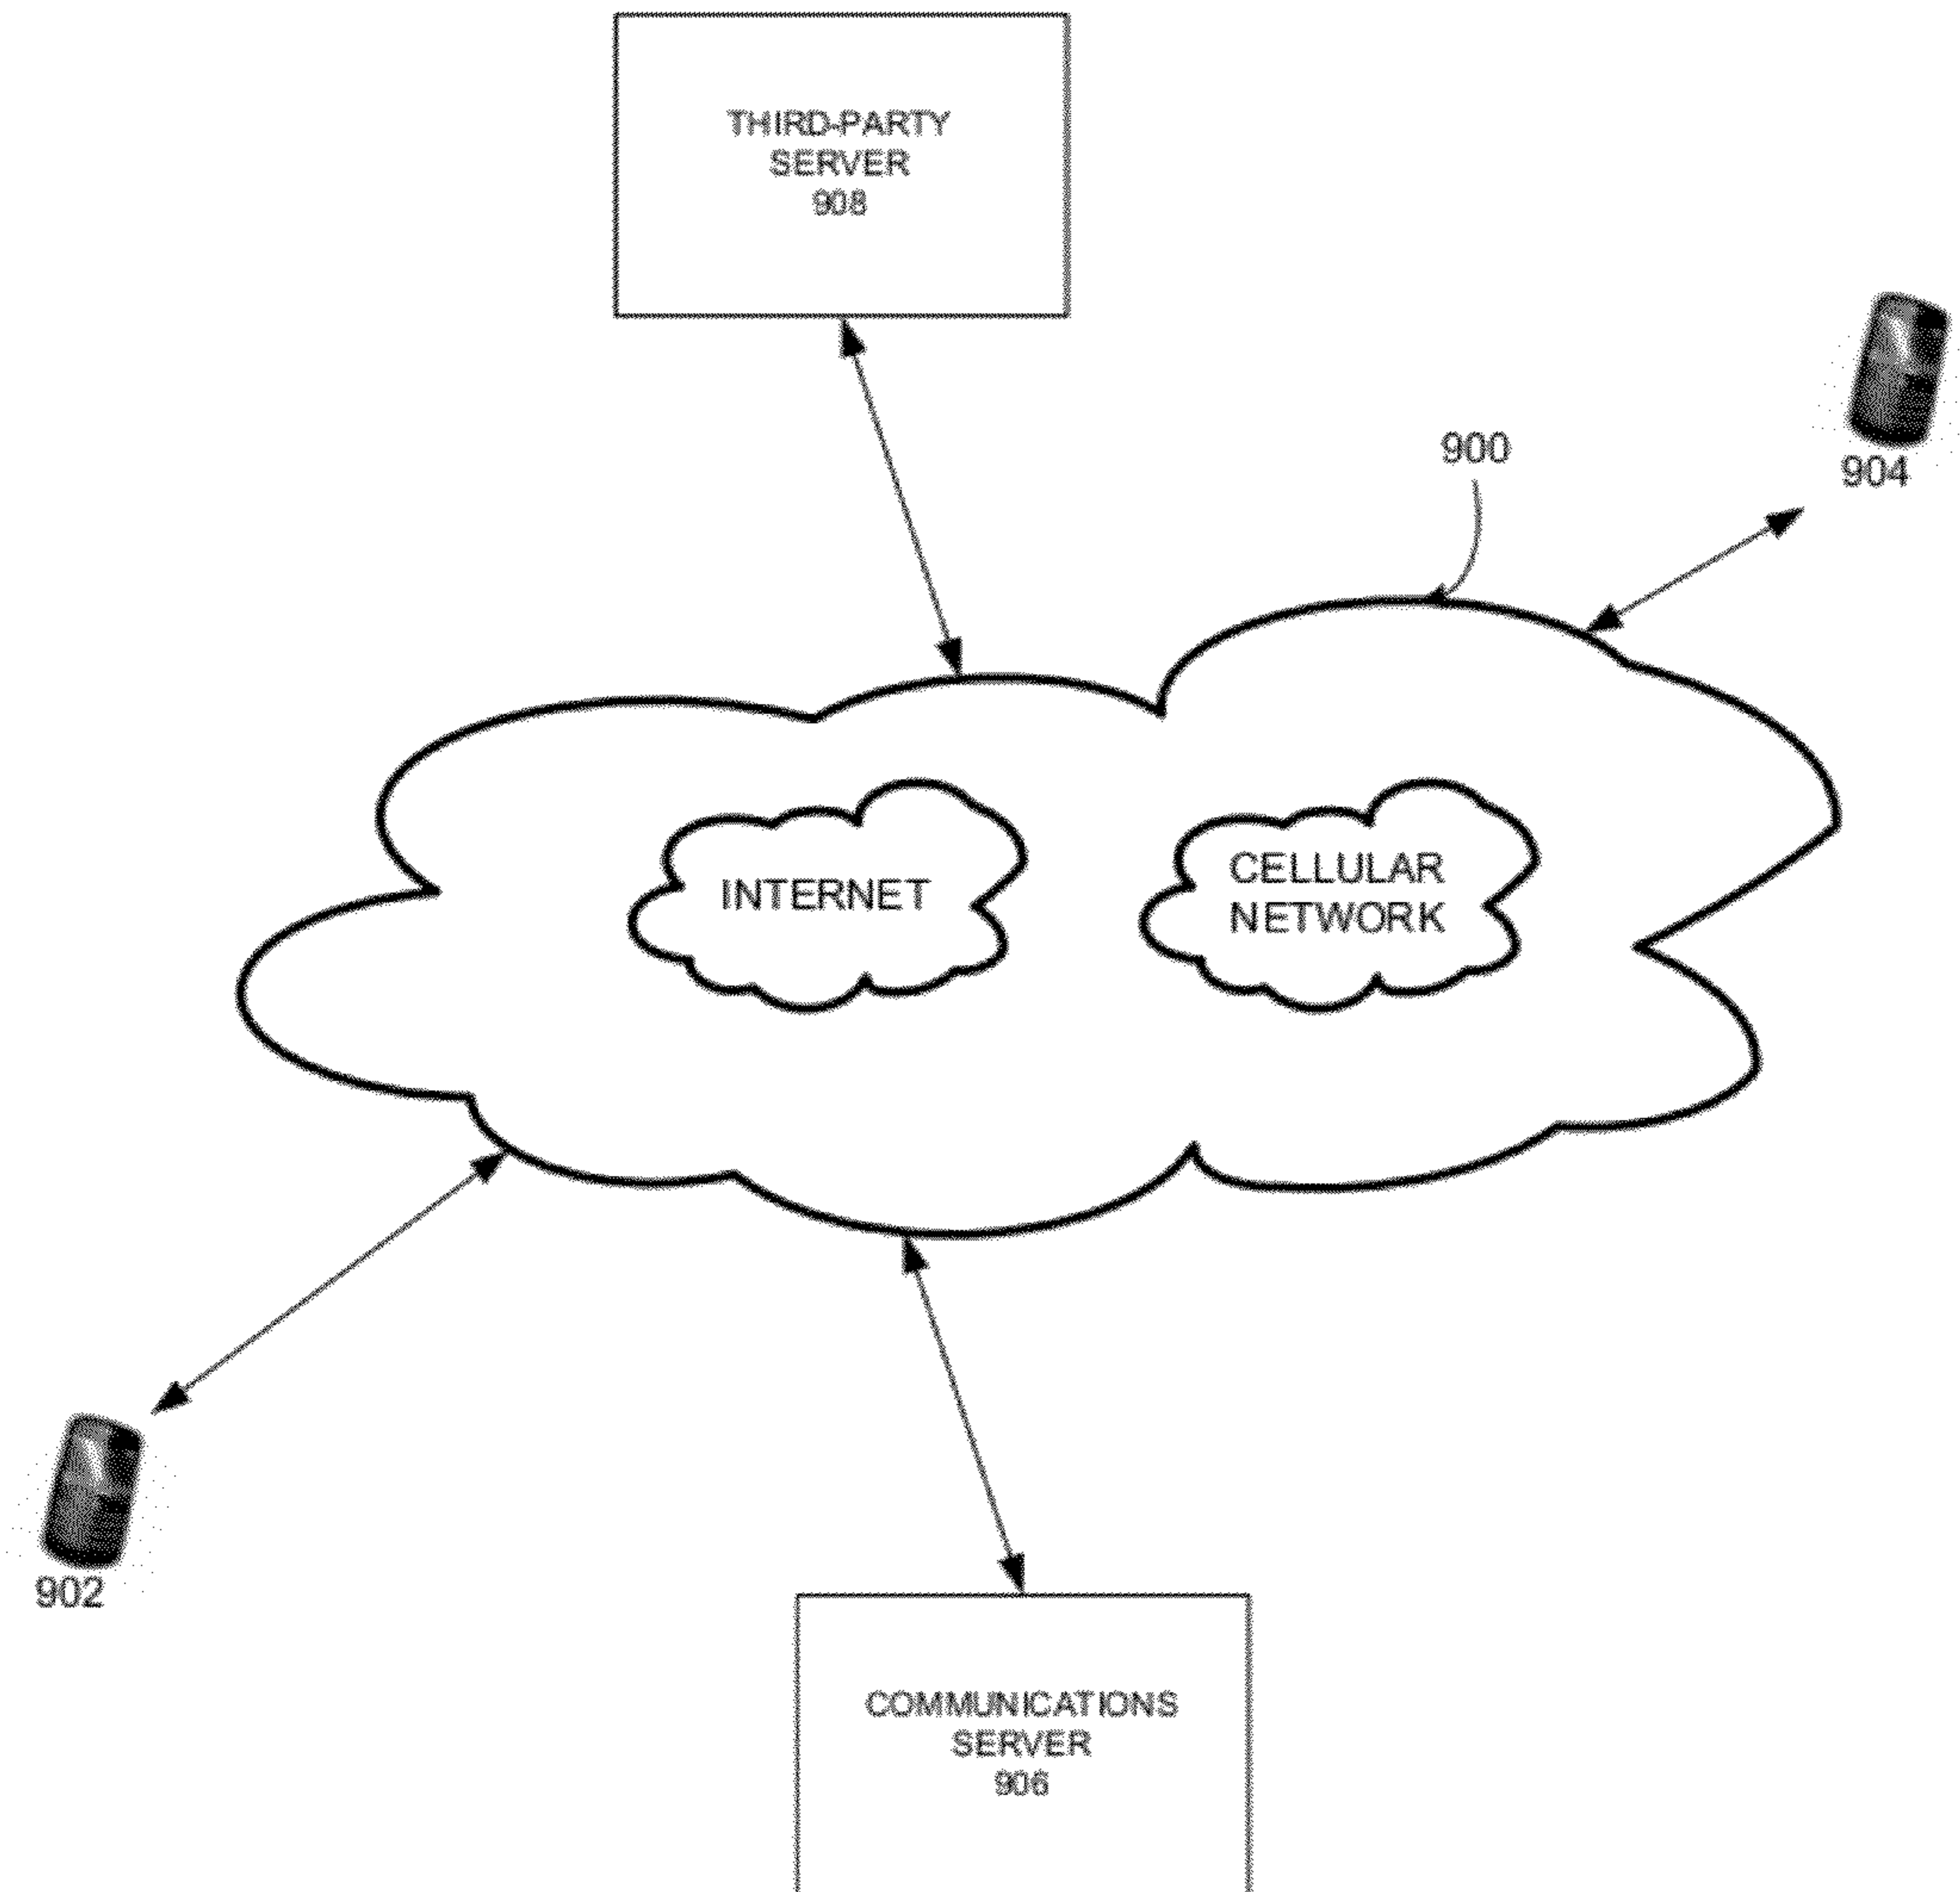 THIRD-PARTY
SERVER
908
904
900
INTERNET
CELLULAR
NETWORK
902
COMMUNICATIONS
SERVER
906